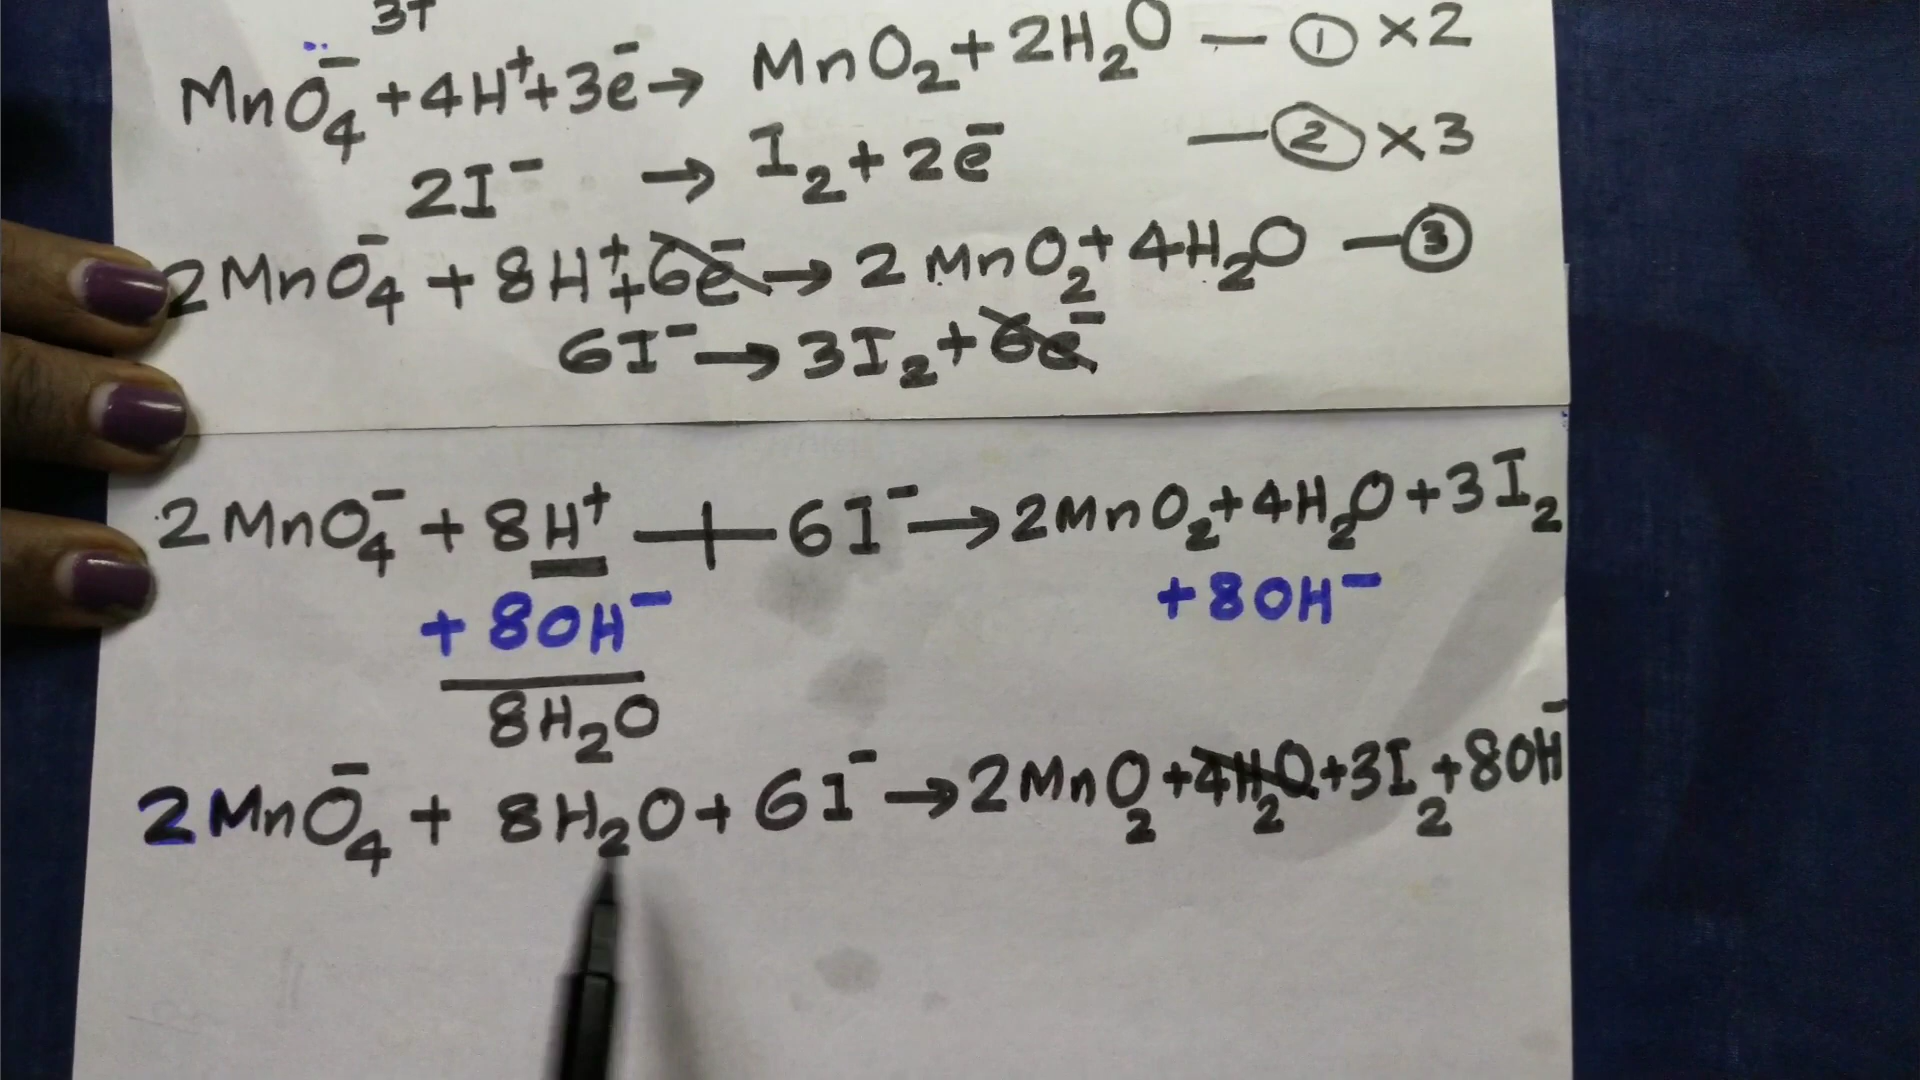 3+
MnO₄⁻ + 4H⁺ + 3e⁻ → MnO₂ + 2H₂O — ① ×2
2I⁻ → I₂ + 2e⁻ — ② ×3
2MnO₄⁻ + 8H⁺ + 6e⁻ → 2MnO₂ + 4H₂O — ③
6I⁻ → 3I₂ + 6e⁻
2MnO₄⁻ + 8H⁺ + 6I⁻ → 2MnO₂ + 4H₂O + 3I₂
+ 8OH⁻ + 8OH⁻
8H₂O
2MnO₄⁻ + 8H₂O + 6I⁻ → 2MnO₂ + 4H₂O + 3I₂ + 8OH⁻